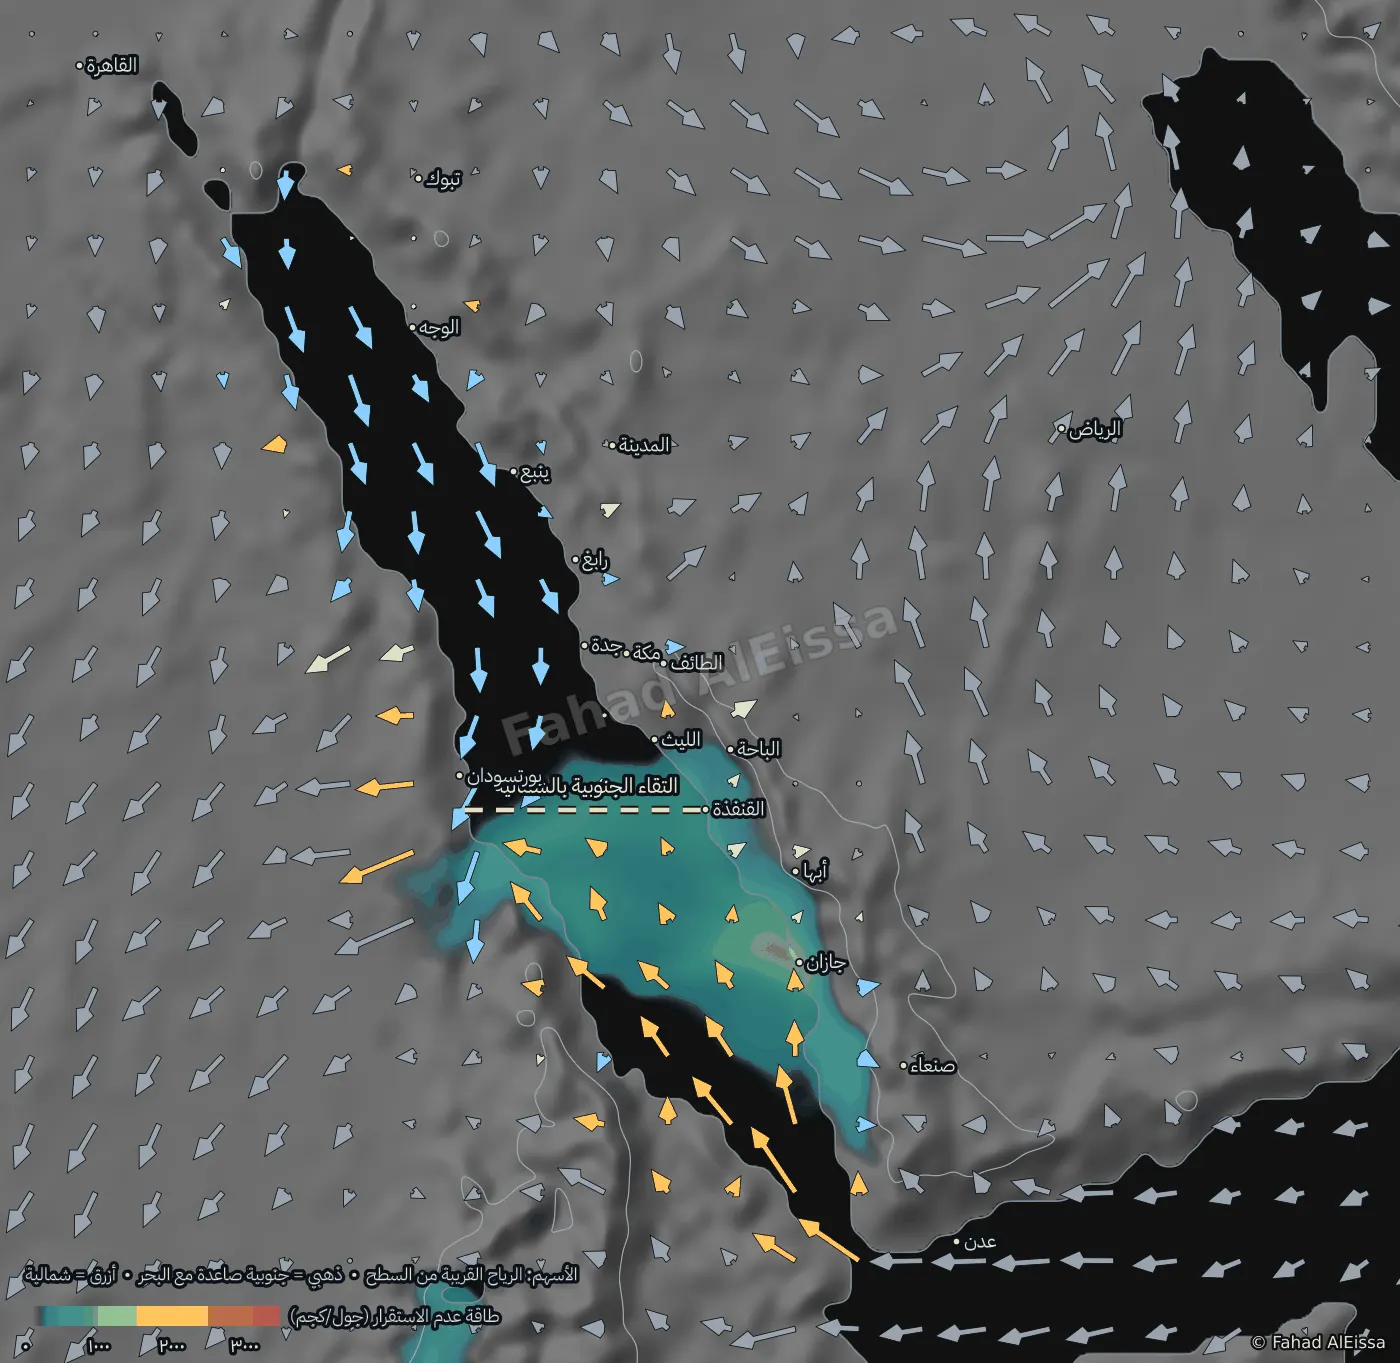 القاهرة
تبوك
الوجه
الرياض
المدينة
ينبع
رابغ
جدة
مكة
الطائف
Fahad AlEissa
الليث
الباحة
بورتسودان
التقاء الجنوبية بالشمالية
القنفذة
أبها
جازان
صنعاء
عدن
الأسهم: الرياح القريبة من السطح • ذهبي = جنوبية صاعدة مع البحر • أزرق = شمالية
طاقة عدم الاستقرار (جول/كجم)
٠ ١٠٠٠ ٢٠٠٠ ٣٠٠٠
© Fahad AlEissa